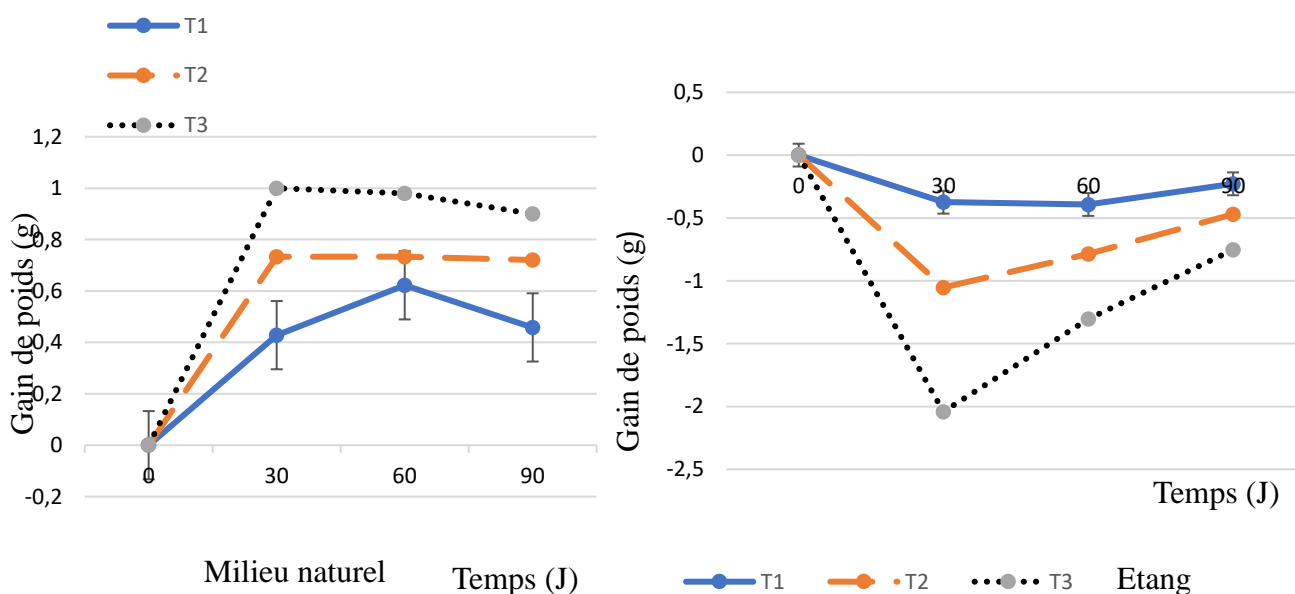 T1
T2
T3
Gain de poids (g)
1,2
1
0,8
0,6
0,4
0,2
0
-0,2
0
30
60
90
Milieu naturel
Temps (J)
Gain de poids (g)
0,5
0
-0,5
-1
-1,5
-2
-2,5
0
30
60
90
Temps (J)
T1
T2
T3
Etang